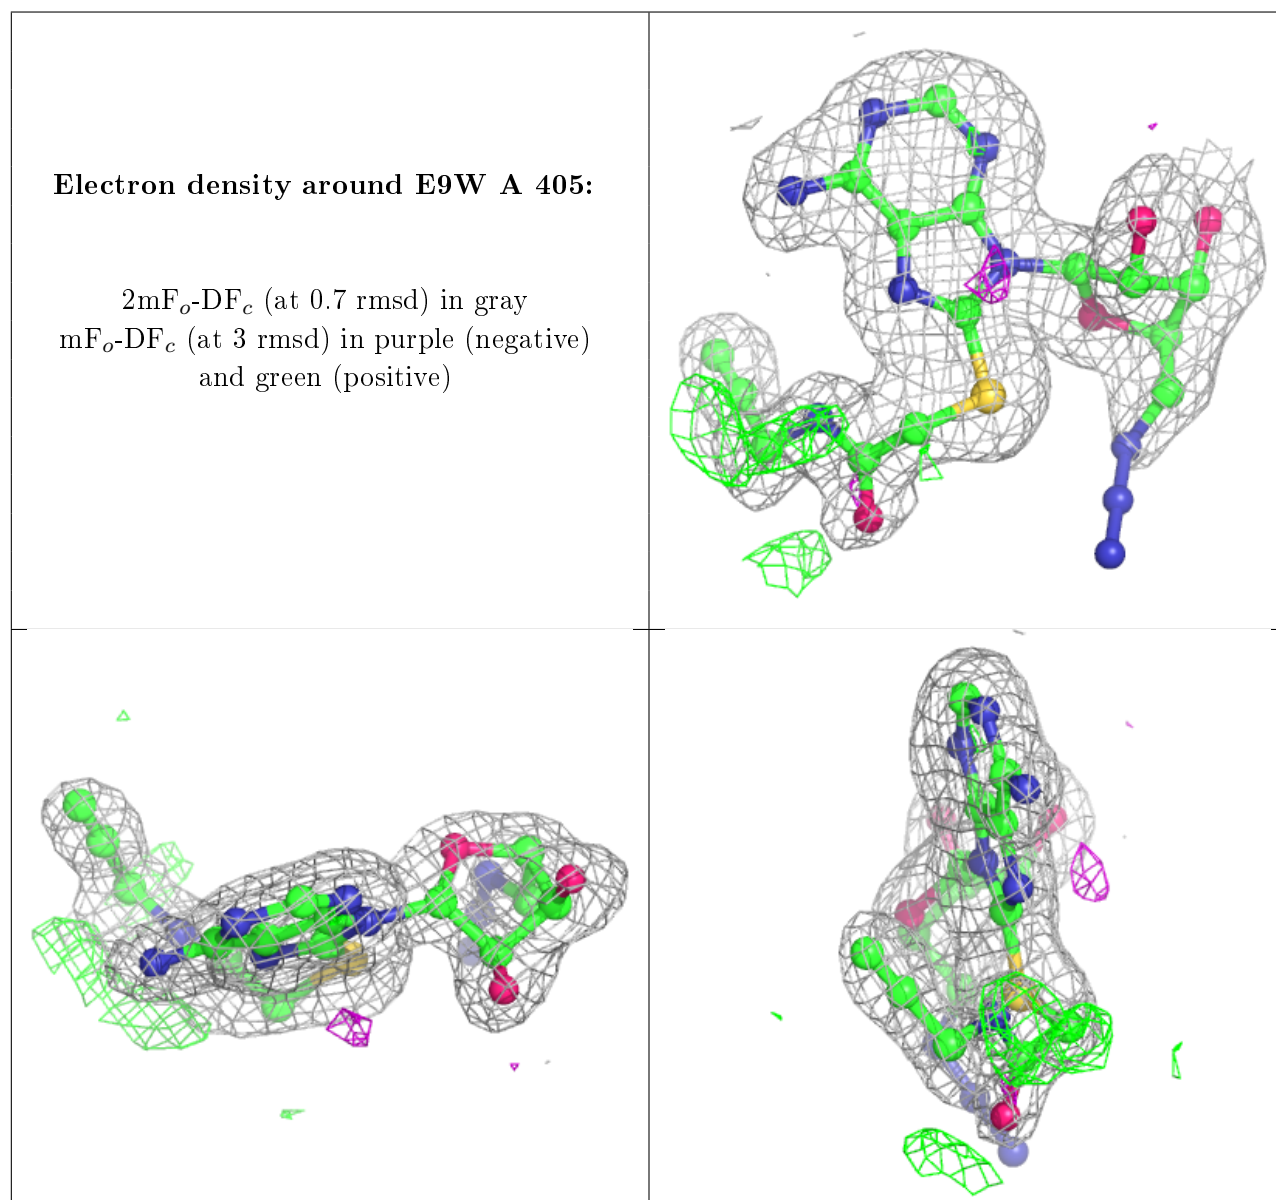 Electron density around E9W A 405:
2mFo-DFc (at 0.7 rmsd) in gray
mFo-DFc (at 3 rmsd) in purple (negative)
and green (positive)